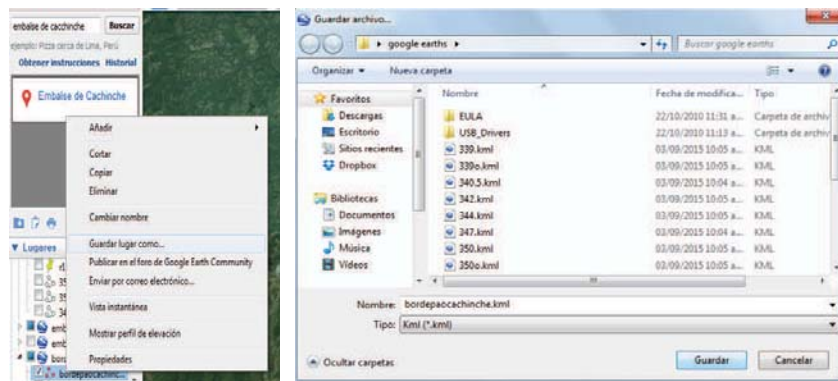 embalse de cacchinche
Buscar
ejemplo: Pizza cerca de Lima, Perú
Obtener instrucciones Historial
Embalse de Cachinche
Añadir
Cortar
Copiar
Eliminar
Cambiar nombre
Guardar lugar como...
Publicar en el foro de Google Earth Community
Enviar por correo electrónico...
Vista instantánea
Mostrar perfil de elevación
Propiedades
Lugares
emb
emb
bord
bordepaocachinc...
Guardar archivo...
google earths
Buscar google earths
Organizar Nueva carpeta
Nombre Fecha de modifica... Tipo
Favoritos
Descargas
Escritorio
Sitios recientes
Dropbox
Bibliotecas
Documentos
Imágenes
Música
Vídeos
EULA 22/10/2010 11:31 a... Carpeta de archiv
USB_Drivers 22/10/2010 11:13 a... Carpeta de archiv
339.kml 03/09/2015 10:05 a... KML
339o.kml 03/09/2015 10:05 a... KML
340.5.kml 03/09/2015 10:04 a... KML
342.kml 03/09/2015 10:05 a... KML
344.kml 03/09/2015 10:05 a... KML
347.kml 03/09/2015 10:04 a... KML
350.kml 03/09/2015 10:05 a... KML
350o.kml 03/09/2015 10:05 a... KML
Nombre: bordepaocachinche.kml
Tipo: Kml (*.kml)
Ocultar carpetas
Guardar
Cancelar